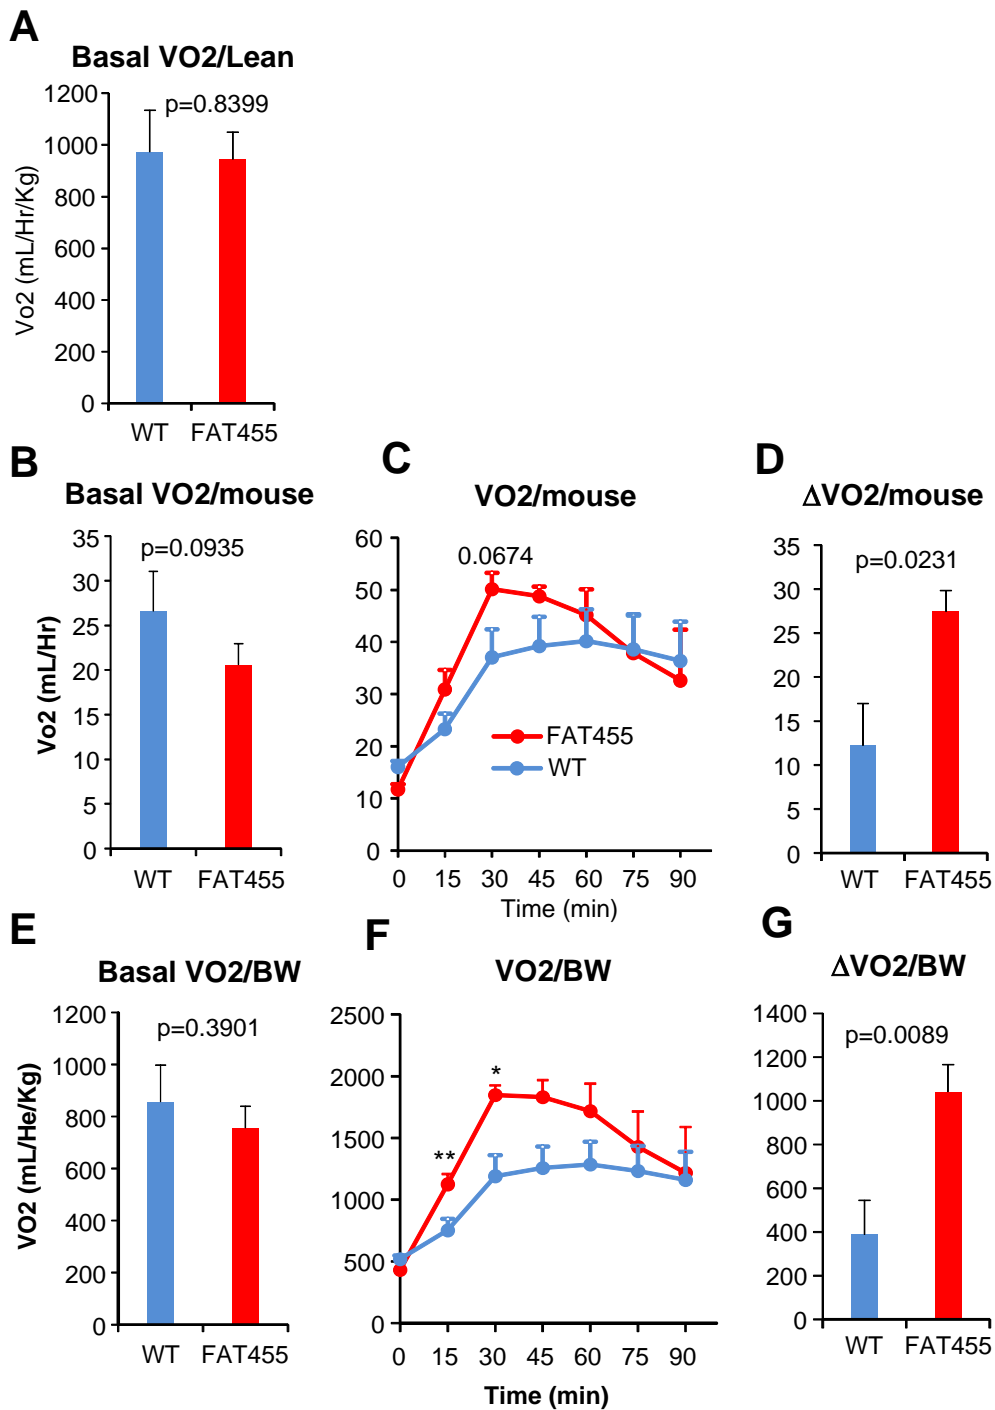 A
Basal VO2/Lean
p=0.8399
Vo2 (mL/Hr/Kg)
1200
1000
800
600
400
200
0
WT FAT455
B
Basal VO2/mouse
p=0.0935
Vo2 (mL/Hr)
35
30
25
20
15
10
5
0
WT FAT455
C
VO2/mouse
0.0674
60
50
40
30
20
10
0
FAT455
WT
0 15 30 45 60 75 90
Time (min)
D
ΔVO2/mouse
p=0.0231
35
30
25
20
15
10
5
0
WT FAT455
E
Basal VO2/BW
p=0.3901
VO2 (mL/He/Kg)
1200
1000
800
600
400
200
0
WT FAT455
F
VO2/BW
2500
2000
1500
1000
500
0
**
*
0 15 30 45 60 75 90
Time (min)
G
ΔVO2/BW
p=0.0089
1400
1200
1000
800
600
400
200
0
WT FAT455